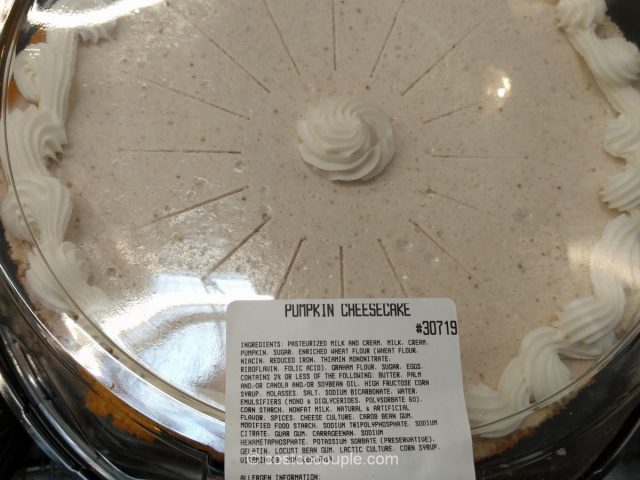 PUMPKIN CHEESECAKE
#30719
INGREDIENTS: PASTEURIZED MILK AND CREAM. MILK. CREAM.
PUMPKIN. SUGAR. ENRICHED WHEAT FLOUR (WHEAT FLOUR.
NIACIN. REDUCED IRON. THIAMIN MONONITRATE.
RIBOFLAVIN. FOLIC ACID). GRAHAM FLOUR. SUGAR. EGGS.
CONTAINS 2% OR LESS OF THE FOLLOWING: BUTTER. PALM
AND/OR CANOLA AND/OR SOYBEAN OIL. HIGH FRUCTOSE CORN
SYRUP. MOLASSES. SALT. SODIUM BICARBONATE. WATER.
EMULSIFIERS (MONO & DIGLYCERIDES. POLYSORBATE 60).
CORN STARCH. NONFAT MILK. NATURAL & ARTIFICIAL
FLAVOR. SPICES. CHEESE CULTURE. CAROB BEAN GUM.
MODIFIED FOOD STARCH. SODIUM TRIPOLYPHOSPHATE. SODIUM
CITRATE. GUAR GUM. CARRAGEENAN. SODIUM
HEXAMETAPHOSPHATE. POTASSIUM SORBATE (PRESERVATIVE).
GELATIN. LOCUST BEAN GUM. LACTIC CULTURE. CORN SYRUP.
ALLERGEN INFORMATION: